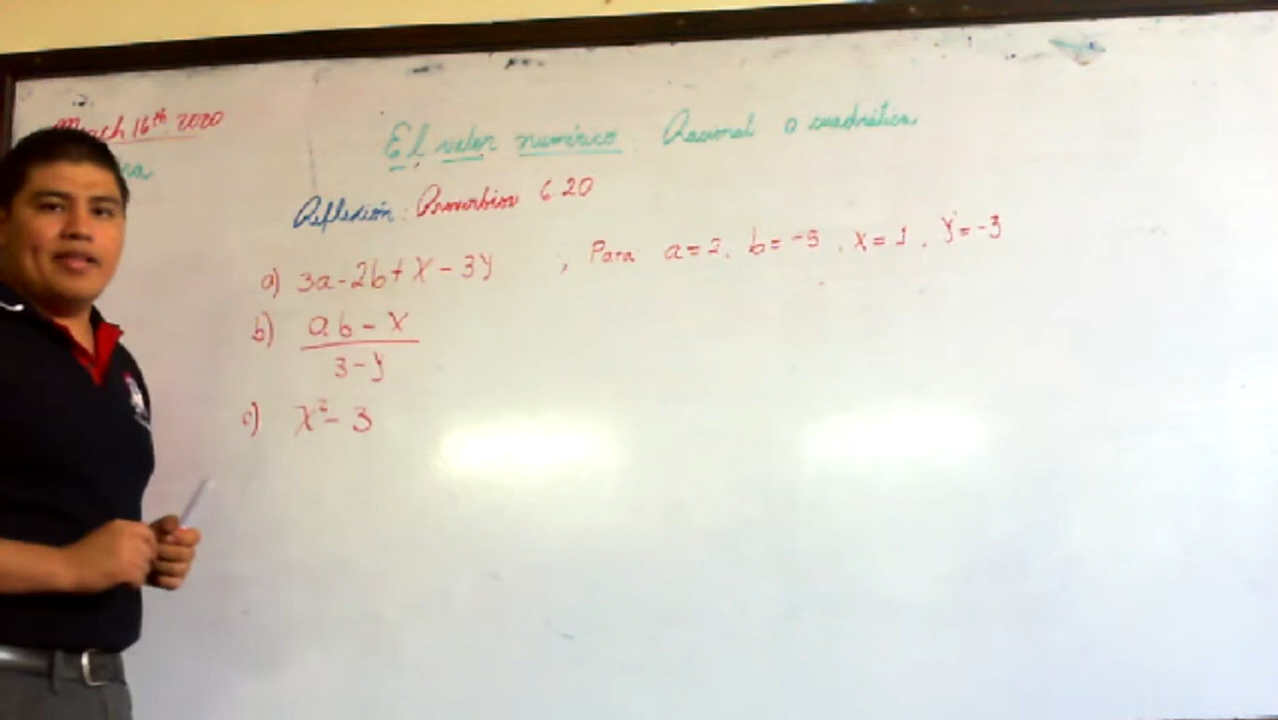 March 16th 2020
El valor numérico: Racional o cuadrática
Reflexión: Proverbios 6 20
a) 3a-2b+x-3y , Para a=2, b=-5, x=1, y=-3
b) ab-x
3-y
c) x²-3